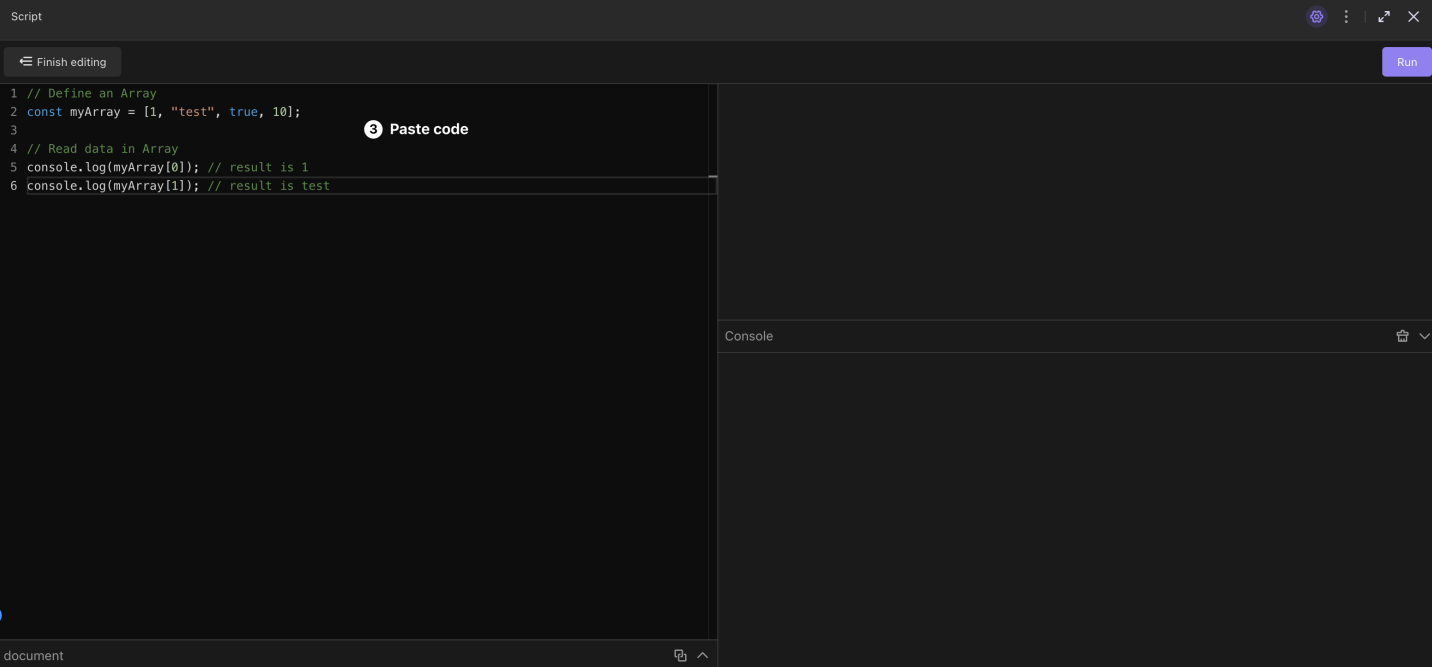 Script
Finish editing
Run
1 // Define an Array
2 const myArray = [1, "test", true, 10];
3
3 Paste code
4 // Read data in Array
5 console.log(myArray[0]); // result is 1
6 console.log(myArray[1]); // result is test
Console
document